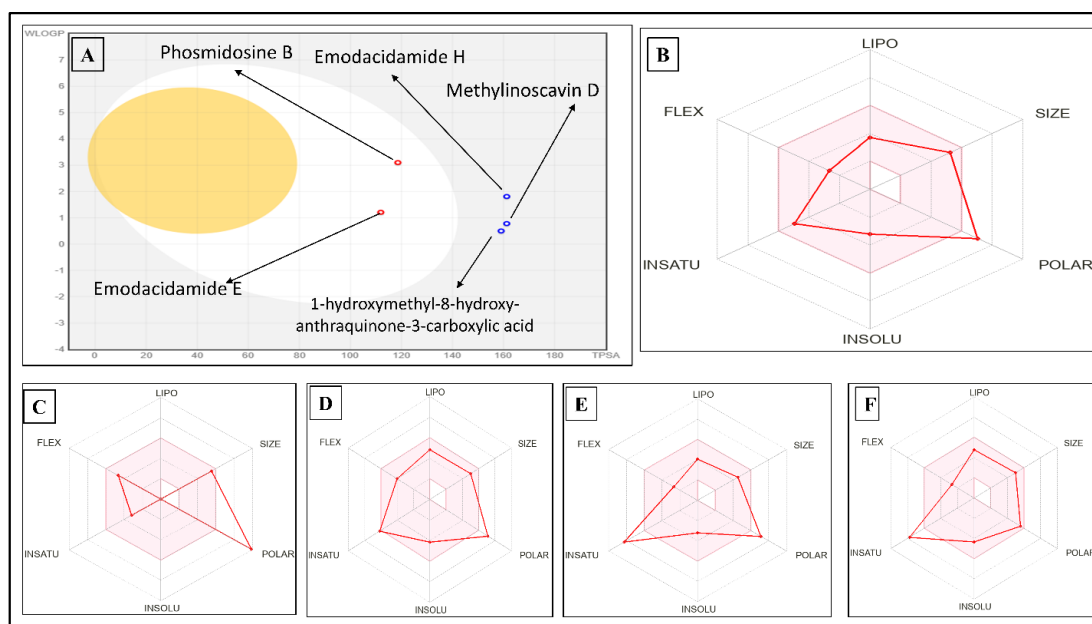 A
WLOGP
7
6
5
4
3
2
1
0
-1
-2
-3
-4
0 20 40 60 80 100 120 140 160 180 TPSA
Phosmidosine B
Emodacidamide H
Methylinoscavin D
Emodacidamide E
1-hydroxymethyl-8-hydroxy-
anthraquinone-3-carboxylic acid
B
LIPO
FLEX
SIZE
INSATU
POLAR
INSOLU
C
LIPO
FLEX
SIZE
INSATU
POLAR
INSOLU
D
LIPO
FLEX
SIZE
INSATU
POLAR
INSOLU
E
LIPO
FLEX
SIZE
INSATU
POLAR
INSOLU
F
LIPO
FLEX
SIZE
INSATU
POLAR
INSOLU